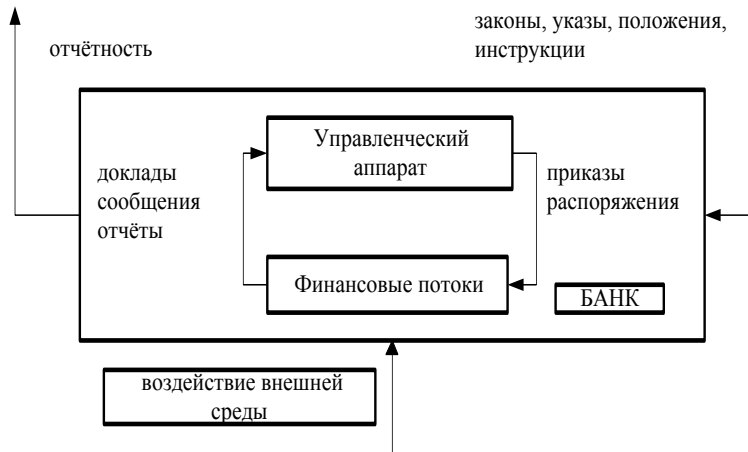 отчётность
законы, указы, положения,
инструкции
Управленческий
аппарат
доклады
сообщения
отчёты
приказы
распоряжения
Финансовые потоки
БАНК
воздействие внешней
среды